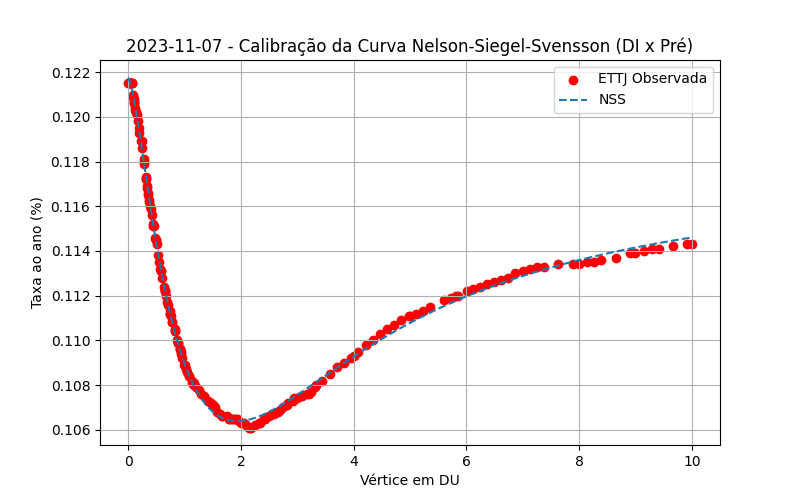 2023-11-07 - Calibração da Curva Nelson-Siegel-Svensson (DI x Pré)
ETTJ Observada
NSS
0.122
0.120
0.118
0.116
0.114
0.112
0.110
0.108
0.106
Taxa ao ano (%)
0 2 4 6 8 10
Vértice em DU